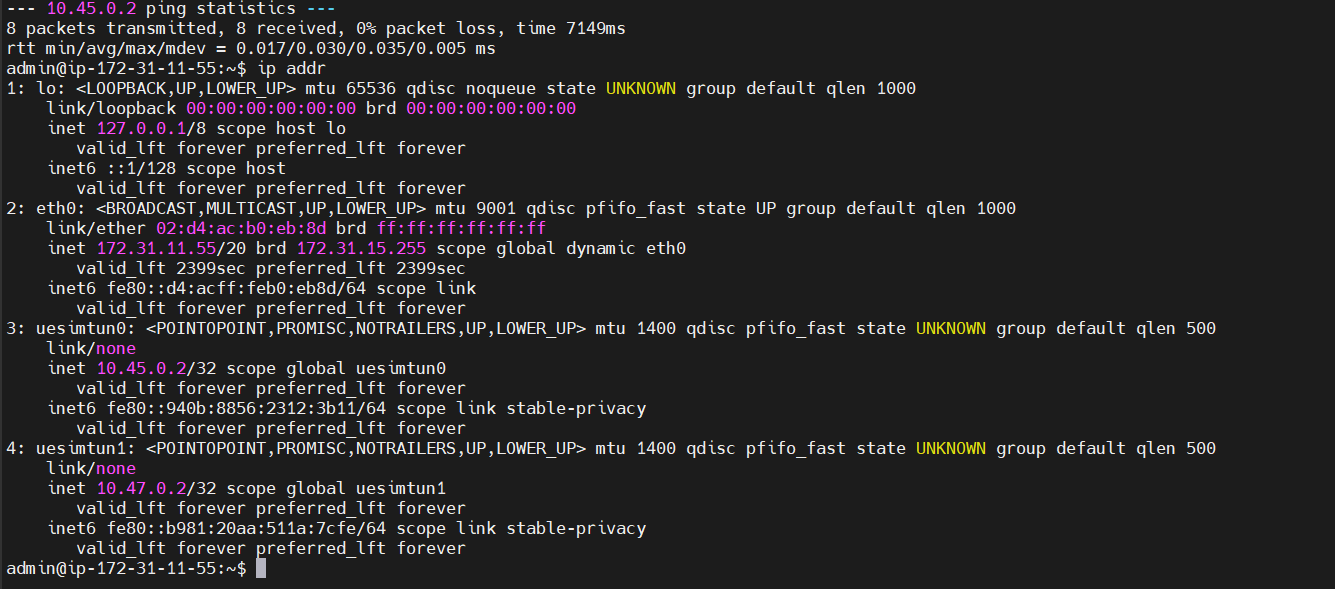 --- 10.45.0.2 ping statistics ---
8 packets transmitted, 8 received, 0% packet loss, time 7149ms
rtt min/avg/max/mdev = 0.017/0.030/0.035/0.005 ms
admin@ip-172-31-11-55:~$ ip addr
1: lo: <LOOPBACK,UP,LOWER_UP> mtu 65536 qdisc noqueue state UNKNOWN group default qlen 1000
    link/loopback 00:00:00:00:00:00 brd 00:00:00:00:00:00
    inet 127.0.0.1/8 scope host lo
       valid_lft forever preferred_lft forever
    inet6 ::1/128 scope host
       valid_lft forever preferred_lft forever
2: eth0: <BROADCAST,MULTICAST,UP,LOWER_UP> mtu 9001 qdisc pfifo_fast state UP group default qlen 1000
    link/ether 02:d4:ac:b0:eb:8d brd ff:ff:ff:ff:ff:ff
    inet 172.31.11.55/20 brd 172.31.15.255 scope global dynamic eth0
       valid_lft 2399sec preferred_lft 2399sec
    inet6 fe80::d4:acff:feb0:eb8d/64 scope link
       valid_lft forever preferred_lft forever
3: uesimtun0: <POINTOPOINT,PROMISC,NOTRAILERS,UP,LOWER_UP> mtu 1400 qdisc pfifo_fast state UNKNOWN group default qlen 500
    link/none
    inet 10.45.0.2/32 scope global uesimtun0
       valid_lft forever preferred_lft forever
    inet6 fe80::940b:8856:2312:3b11/64 scope link stable-privacy
       valid_lft forever preferred_lft forever
4: uesimtun1: <POINTOPOINT,PROMISC,NOTRAILERS,UP,LOWER_UP> mtu 1400 qdisc pfifo_fast state UNKNOWN group default qlen 500
    link/none
    inet 10.47.0.2/32 scope global uesimtun1
       valid_lft forever preferred_lft forever
    inet6 fe80::b981:20aa:511a:7cfe/64 scope link stable-privacy
       valid_lft forever preferred_lft forever
admin@ip-172-31-11-55:~$